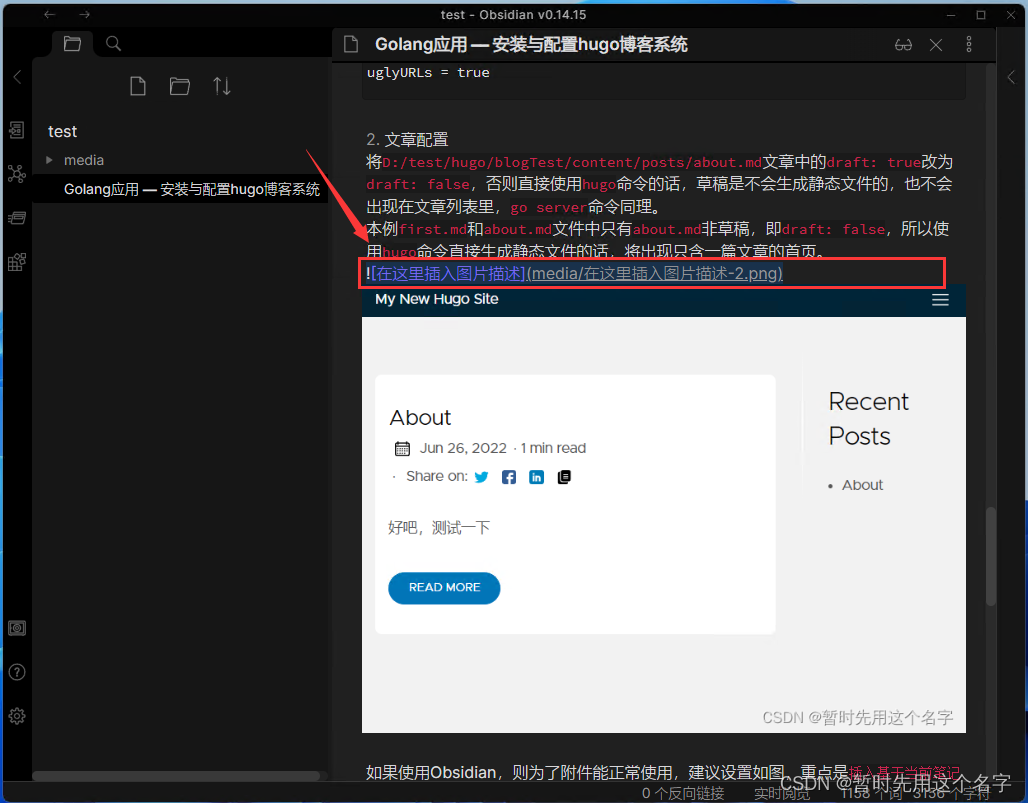 test - Obsidian v0.14.15
Golang应用 — 安装与配置hugo博客系统
test
media
Golang应用 — 安装与配置hugo博客系统
uglyURLs = true
2. 文章配置
将D:/test/hugo/blogTest/content/posts/about.md文章中的draft: true改为
draft: false，否则直接使用hugo命令的话，草稿是不会生成静态文件的，也不会
出现在文章列表里，go server命令同理。
本例first.md和about.md文件中只有about.md非草稿，即draft: false，所以使
用hugo命令直接生成静态文件的话，将出现只含一篇文章的首页。
![在这里插入图片描述](media/在这里插入图片描述-2.png)
My New Hugo Site
About
Jun 26, 2022 · 1 min read
· Share on:
好吧，测试一下
READ MORE
Recent
Posts
• About
CSDN @暂时先用这个名字
如果使用Obsidian，则为了附件能正常使用，建议设置如图，重点是插入基于当前笔记
CSDN @暂时先用这个名字
0 个反向链接 实时阅览 1158 个词 3136 个字符